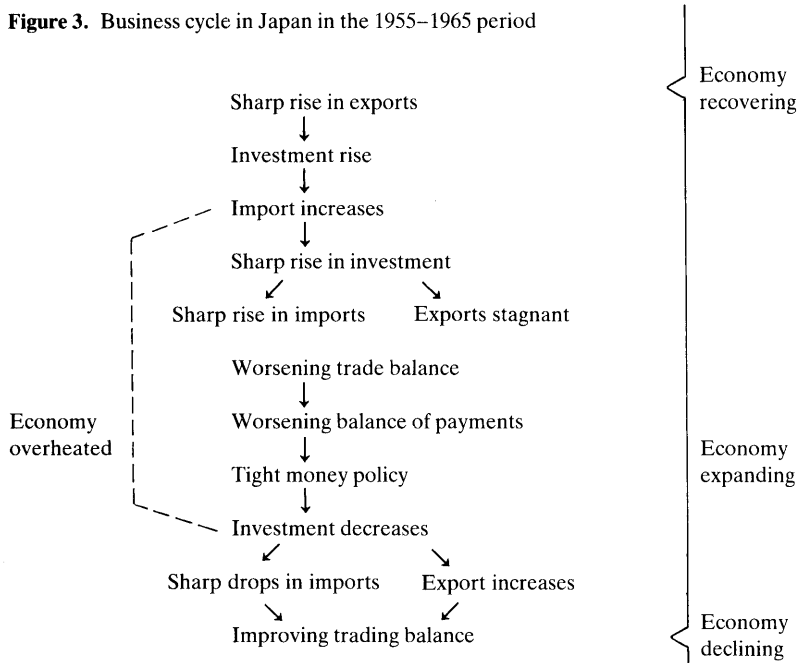 Figure 3. Business cycle in Japan in the 1955–1965 period
Economy
recovering
Sharp rise in exports
Investment rise
Import increases
Sharp rise in investment
Sharp rise in imports
Exports stagnant
Worsening trade balance
Economy
overheated
Worsening balance of payments
Economy
expanding
Tight money policy
Investment decreases
Sharp drops in imports
Export increases
Economy
declining
Improving trading balance